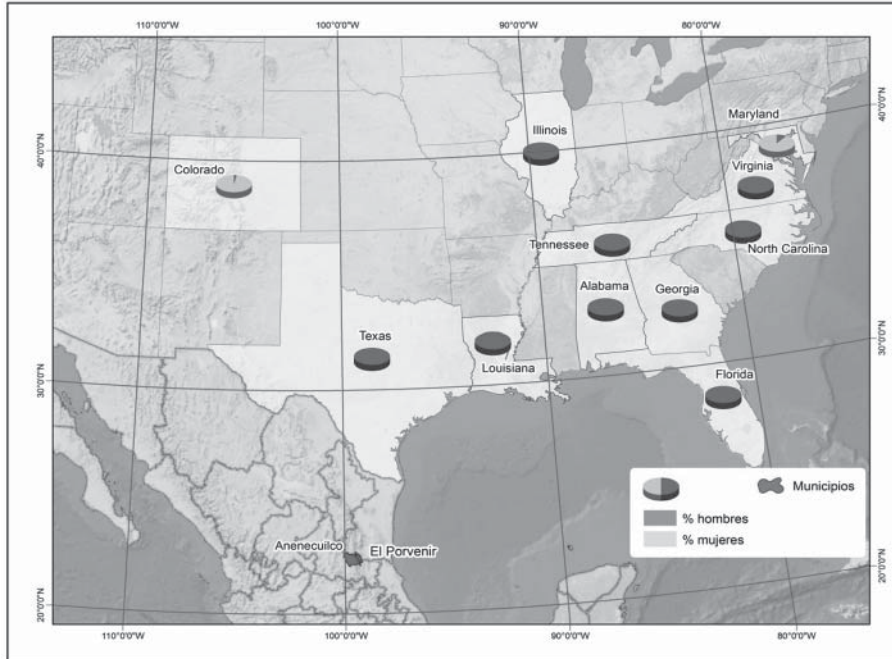 110°0'0"W
100°0'0"W
90°0'0"W
80°0'0"W
40°0'0"N
40°0'0"N
Maryland
Illinois
Colorado
Virginia
Tennessee
North Carolina
Alabama
Georgia
Texas
Louisiana
30°0'0"N
30°0'0"N
Florida
Municipios
% hombres
% mujeres
Anenecuilco
El Porvenir
20°0'0"N
20°0'0"N
110°0'0"W
100°0'0"W
90°0'0"W
80°0'0"W